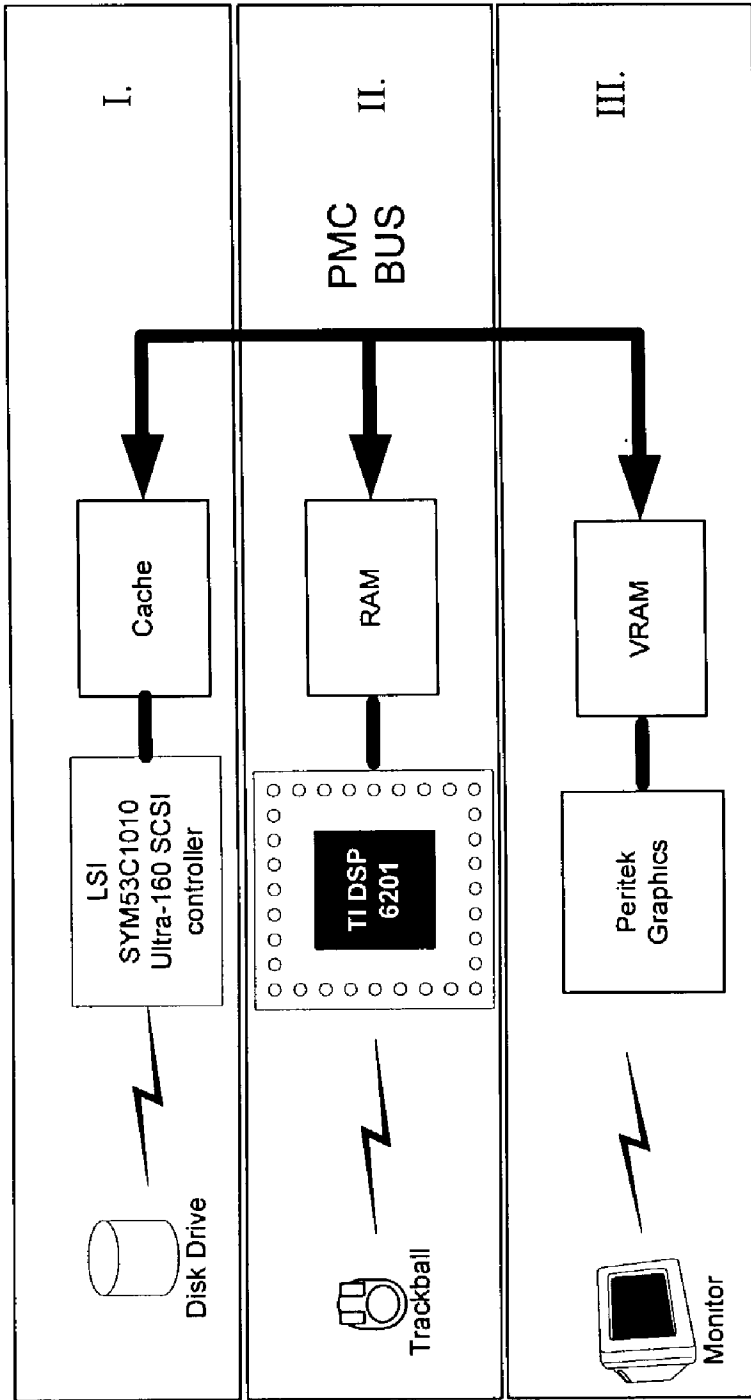 I.
Disk Drive
LSI
SYM53C1010
Ultra-160 SCSI
controller
Cache
II.
Trackball
TI DSP
6201
RAM
PMC
BUS
III.
Monitor
Peritek
Graphics
VRAM